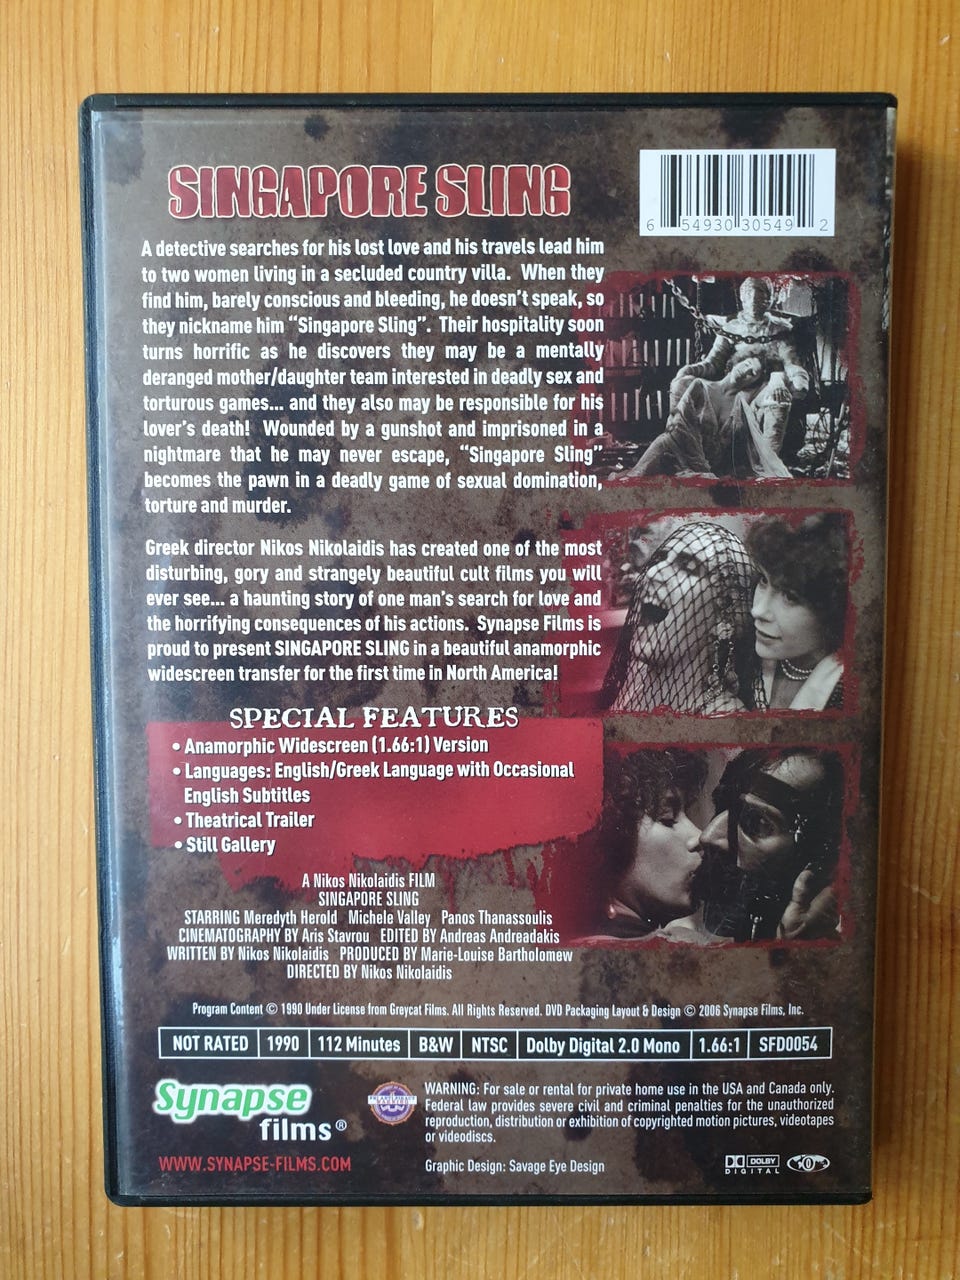 SINGAPORE SLING
6 54930 30549 2
A detective searches for his lost love and his travels lead him
to two women living in a secluded country villa. When they
find him, barely conscious and bleeding, he doesn't speak, so
they nickname him "Singapore Sling". Their hospitality soon
turns horrific as he discovers they may be a mentally
deranged mother/daughter team interested in deadly sex and
torturous games... and they also may be responsible for his
lover's death! Wounded by a gunshot and imprisoned in a
nightmare that he may never escape, "Singapore Sling"
becomes the pawn in a deadly game of sexual domination,
torture and murder.
Greek director Nikos Nikolaidis has created one of the most
disturbing, gory and strangely beautiful cult films you will
ever see... a haunting story of one man's search for love and
the horrifying consequences of his actions. Synapse Films is
proud to present SINGAPORE SLING in a beautiful anamorphic
widescreen transfer for the first time in North America!
SPECIAL FEATURES
• Anamorphic Widescreen (1.66:1) Version
• Languages: English/Greek Language with Occasional
English Subtitles
• Theatrical Trailer
• Still Gallery
A Nikos Nikolaidis FILM
SINGAPORE SLING
STARRING Meredyth Herold Michele Valley Panos Thanassoulis
CINEMATOGRAPHY BY Aris Stavrou EDITED BY Andreas Andreadakis
WRITTEN BY Nikos Nikolaidis PRODUCED BY Marie-Louise Bartholomew
DIRECTED BY Nikos Nikolaidis
Program Content © 1990 Under License from Greycat Films. All Rights Reserved. DVD Packaging Layout & Design © 2006 Synapse Films, Inc.
NOT RATED 1990 112 Minutes B&W NTSC Dolby Digital 2.0 Mono 1.66:1 SFD0054
Synapse
films®
WWW.SYNAPSE-FILMS.COM
WARNING: For sale or rental for private home use in the USA and Canada only.
Federal law provides severe civil and criminal penalties for the unauthorized
reproduction, distribution or exhibition of copyrighted motion pictures, videotapes
or videodiscs.
Graphic Design: Savage Eye Design
DOLBY
DIGITAL
0